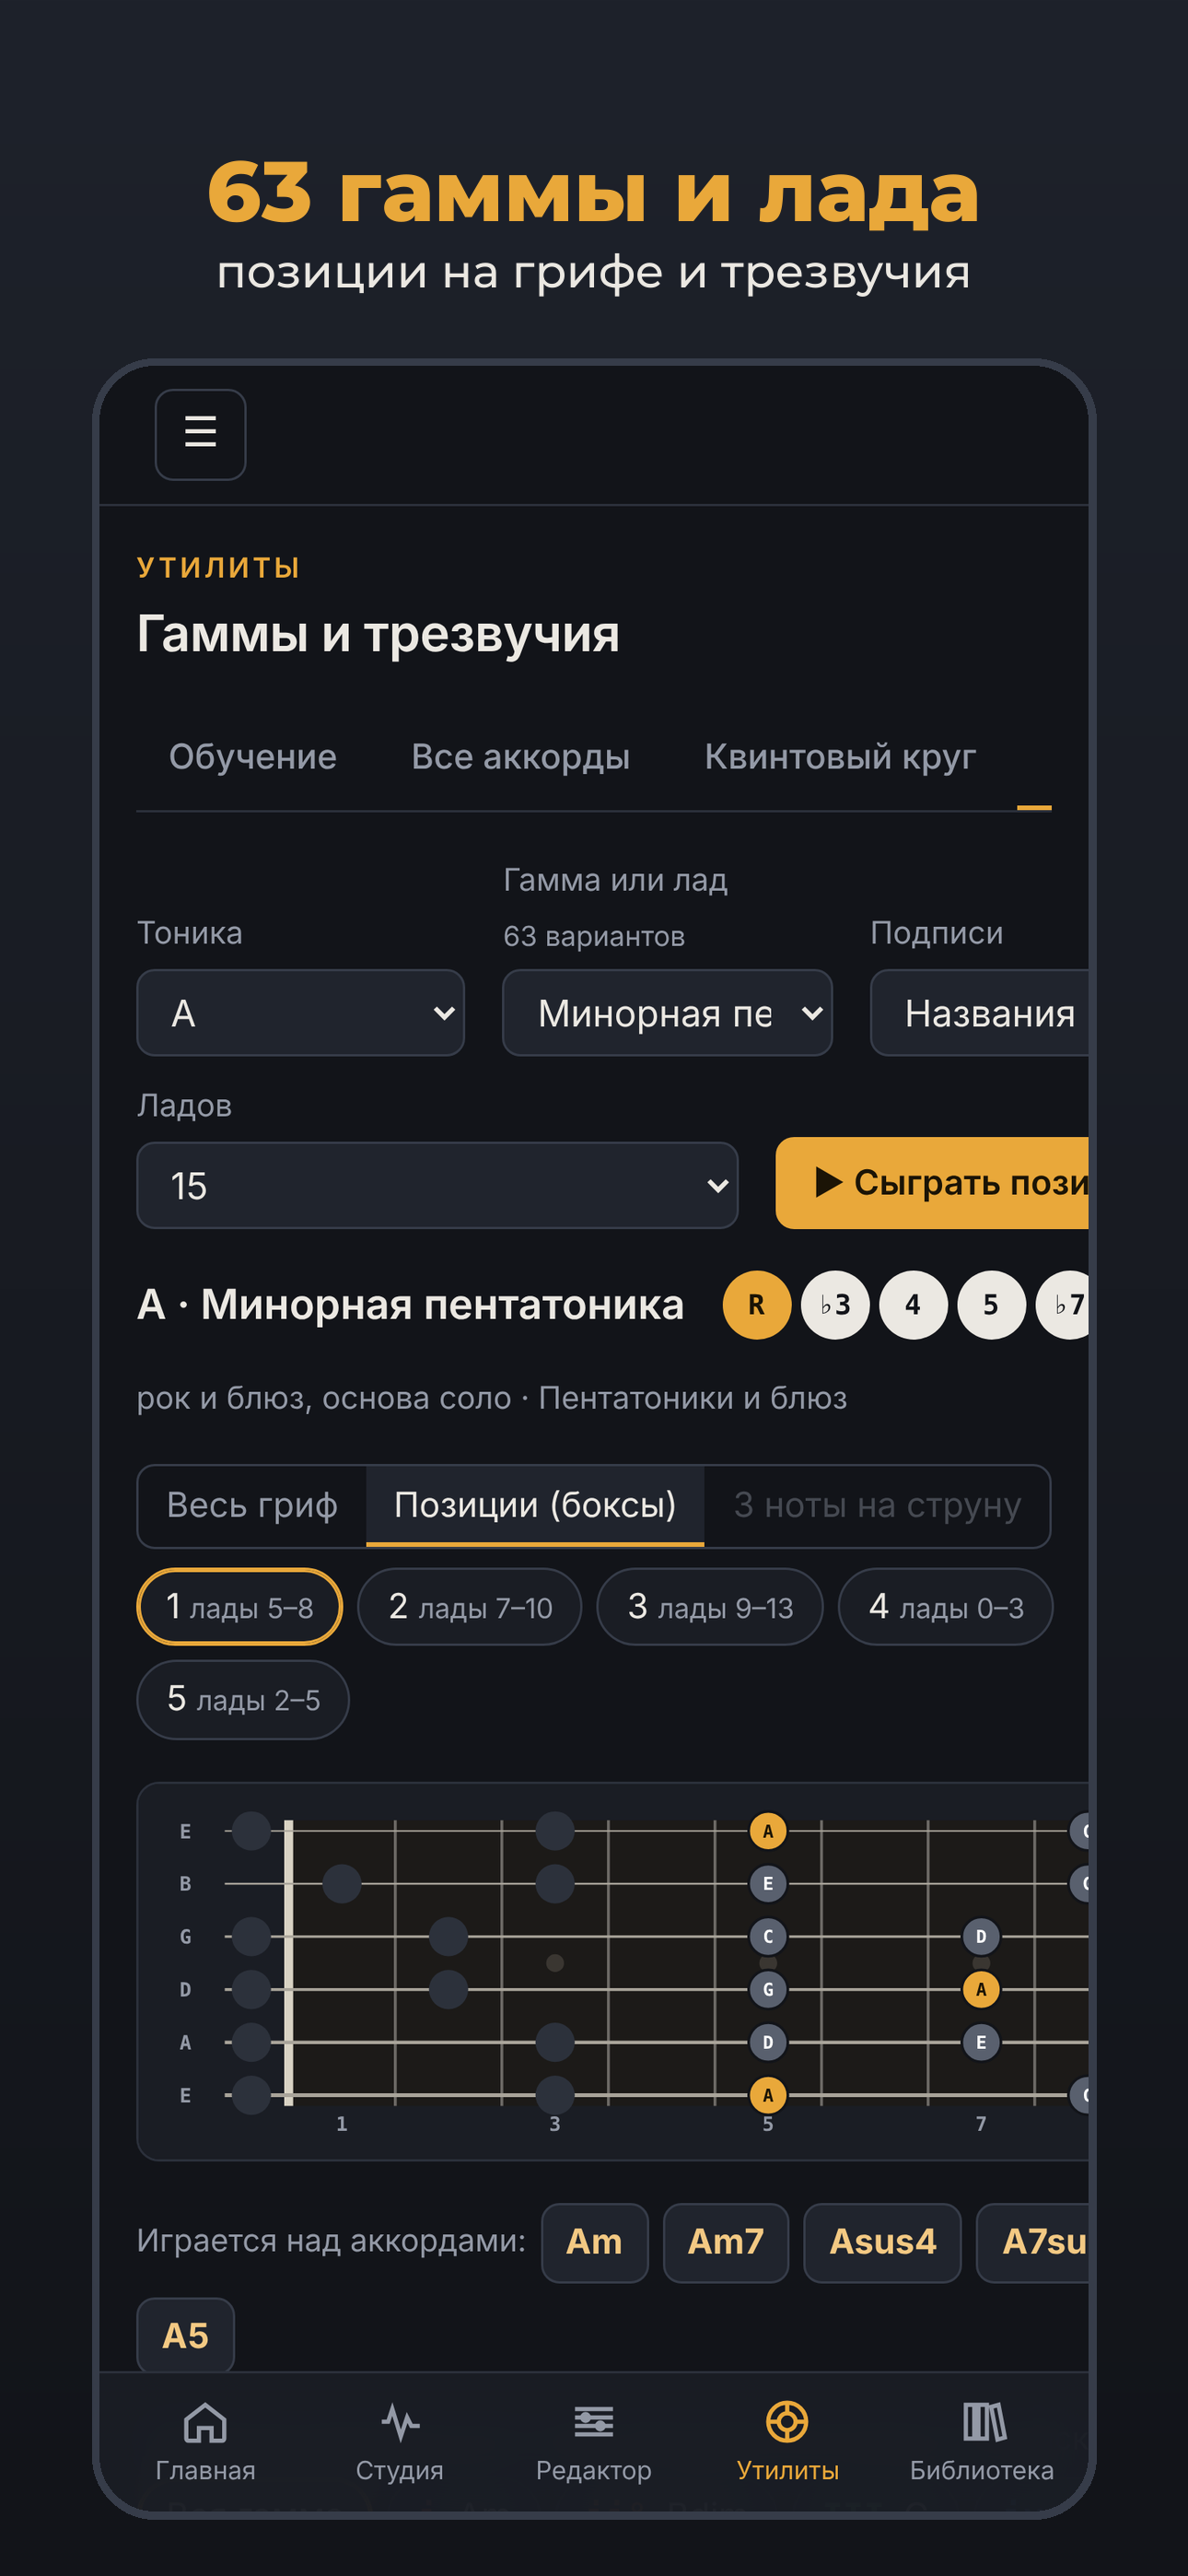 63 гаммы и лада
позиции на грифе и трезвучия
☰
УТИЛИТЫ
Гаммы и трезвучия
Обучение Все аккорды Квинтовый круг
Гамма или лад
Тоника 63 вариантов Подписи
A Минорная пе Названия
Ладов
15 ▶ Сыграть пози
A · Минорная пентатоника R ♭3 4 5 ♭7
рок и блюз, основа соло · Пентатоники и блюз
Весь гриф Позиции (боксы) 3 ноты на струну
1 лады 5–8 2 лады 7–10 3 лады 9–13 4 лады 0–3
5 лады 2–5
E A
B E
G C D
D G A
A D E
E A
1 3 5 7
Играется над аккордами: Am Am7 Asus4 A7su
A5
Главная Студия Редактор Утилиты Библиотека